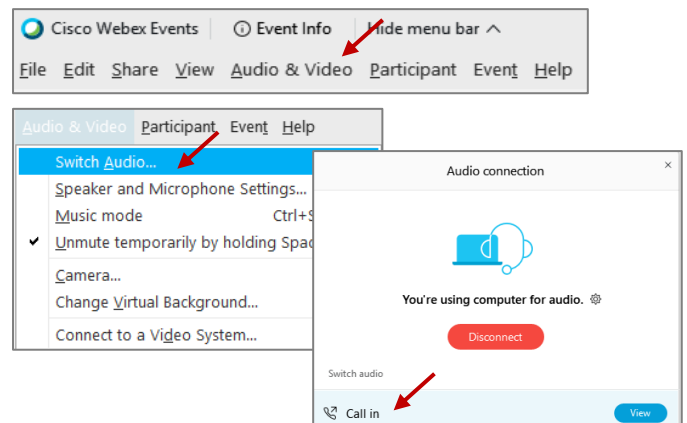 Cisco Webex Events Event Info Hide menu bar
File Edit Share View Audio & Video Participant Event Help
Audio & Video Participant Event Help
Switch Audio...
Speaker and Microphone Settings...
Music mode Ctrl+S
Unmute temporarily by holding Spac
Camera...
Change Virtual Background...
Connect to a Video System...
Audio connection
You're using computer for audio.
Disconnect
Switch audio
Call in View